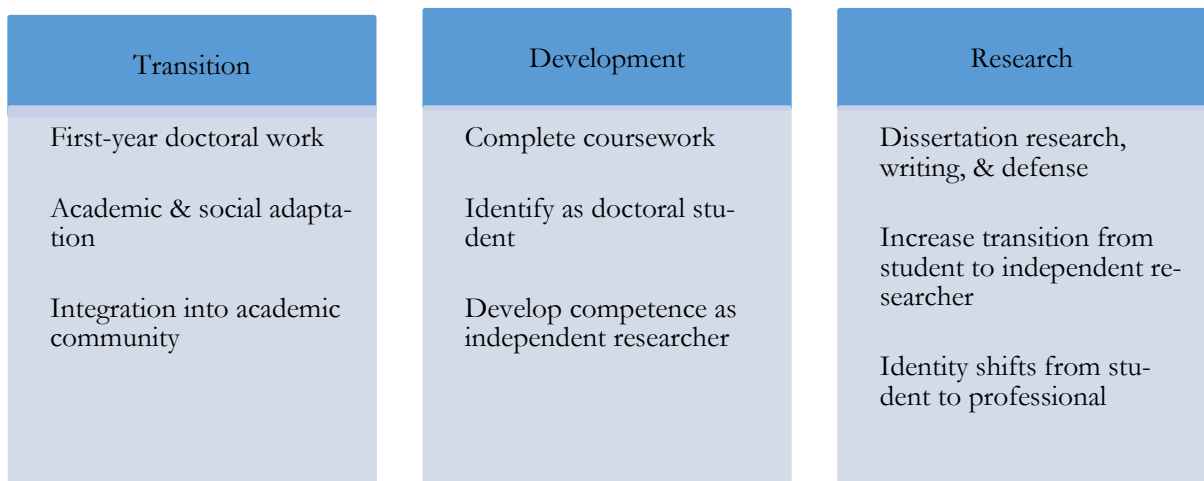 Transition
First-year doctoral work
Academic & social adapta-
tion
Integration into academic
community
Development
Complete coursework
Identify as doctoral stu-
dent
Develop competence as
independent researcher
Research
Dissertation research,
writing, & defense
Increase transition from
student to independent re-
searcher
Identity shifts from stu-
dent to professional